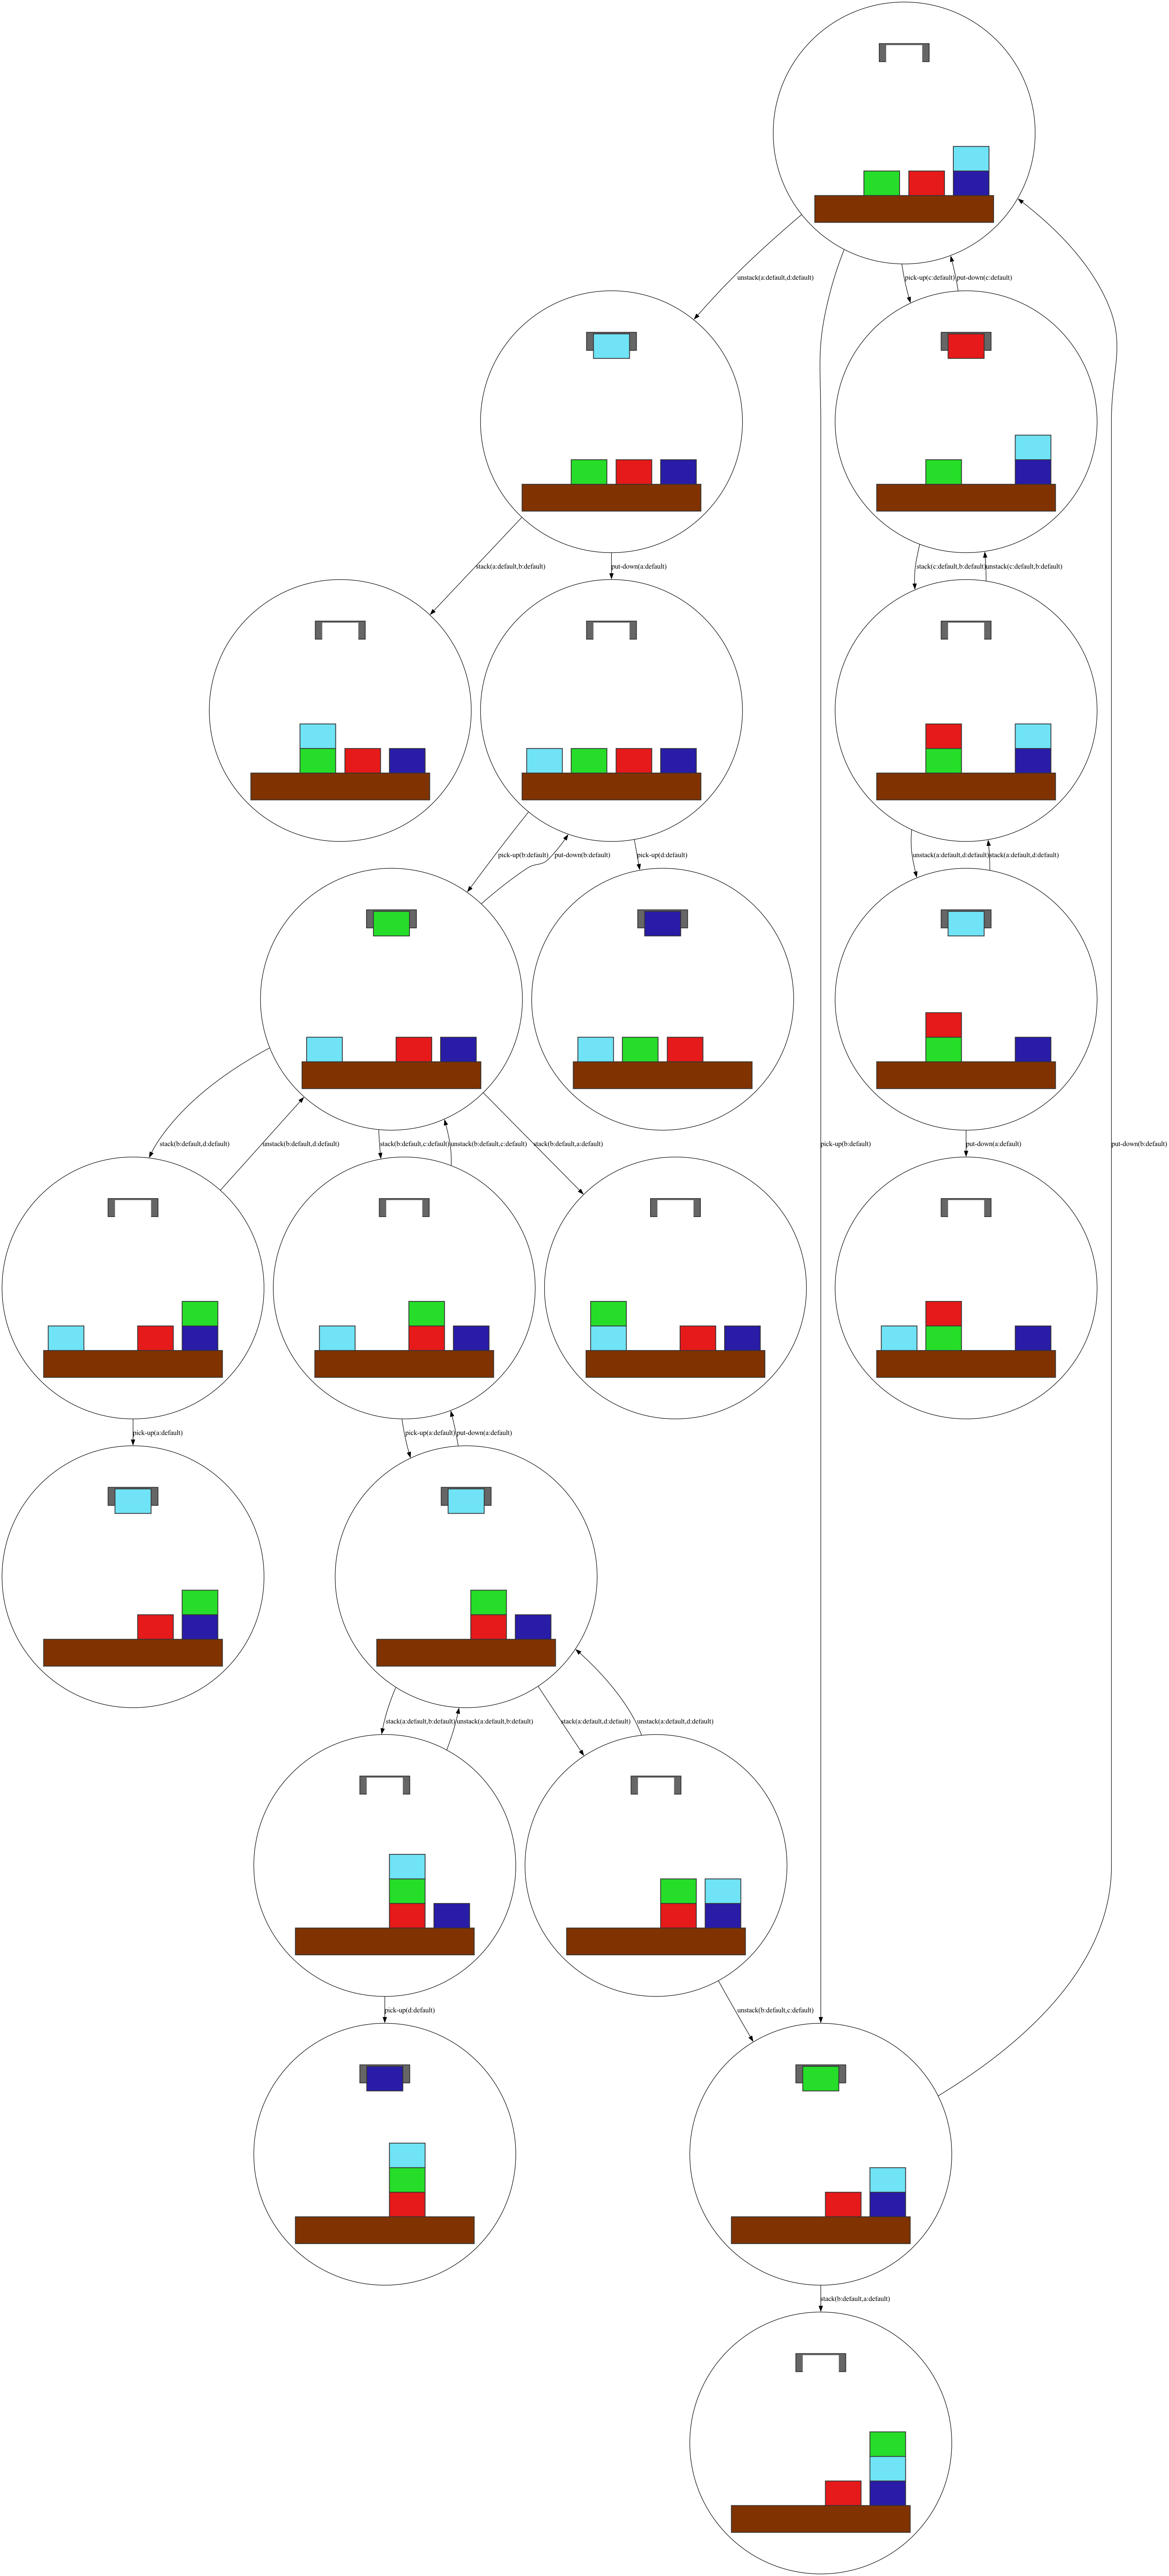 unstack(a:default,d:default)
pick-up(c:default)
put-down(c:default)
stack(a:default,b:default)
put-down(a:default)
stack(c:default,b:default)
unstack(c:default,b:default)
pick-up(b:default)
put-down(b:default)
pick-up(d:default)
unstack(a:default,d:default)
stack(a:default,d:default)
stack(b:default,d:default)
unstack(b:default,d:default)
stack(b:default,c:default)
unstack(b:default,c:default)
stack(b:default,a:default)
pick-up(b:default)
put-down(a:default)
put-down(b:default)
pick-up(a:default)
pick-up(a:default)
put-down(a:default)
stack(a:default,b:default)
unstack(a:default,b:default)
stack(a:default,d:default)
unstack(a:default,d:default)
pick-up(d:default)
unstack(b:default,c:default)
stack(b:default,a:default)